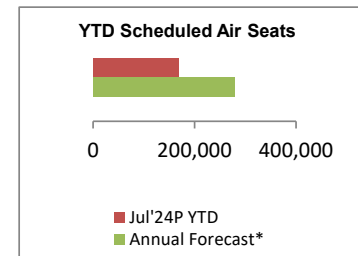 YTD Scheduled Air Seats
0 200,000 400,000
Jul'24P YTD
Annual Forecast*